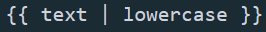 {{ text | lowercase }}